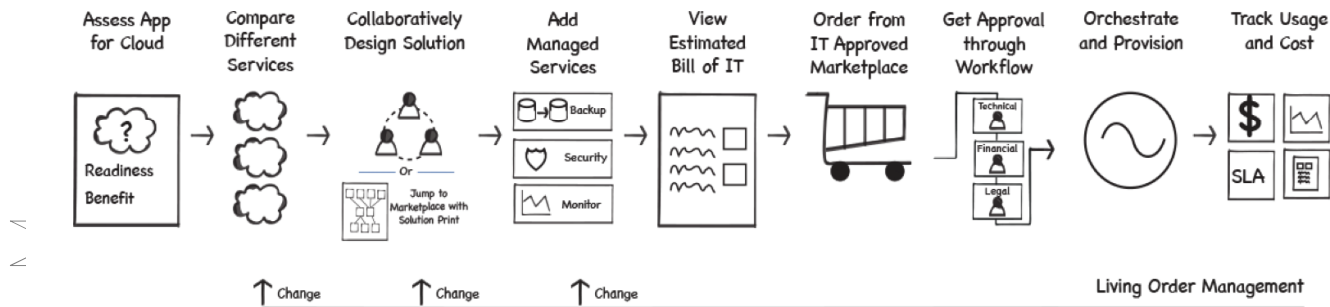 Assess App
for Cloud
Compare
Different
Services
Collaboratively
Design Solution
Add
Managed
Services
View
Estimated
Bill of IT
Order from
IT Approved
Marketplace
Get Approval
through
Workflow
Orchestrate
and Provision
Track Usage
and Cost
?
Readiness
Benefit
Or
Jump to
Marketplace with
Solution Print
Backup
Security
Monitor
Technical
Financial
Legal
$
SLA
Change
Change
Change
Living Order Management